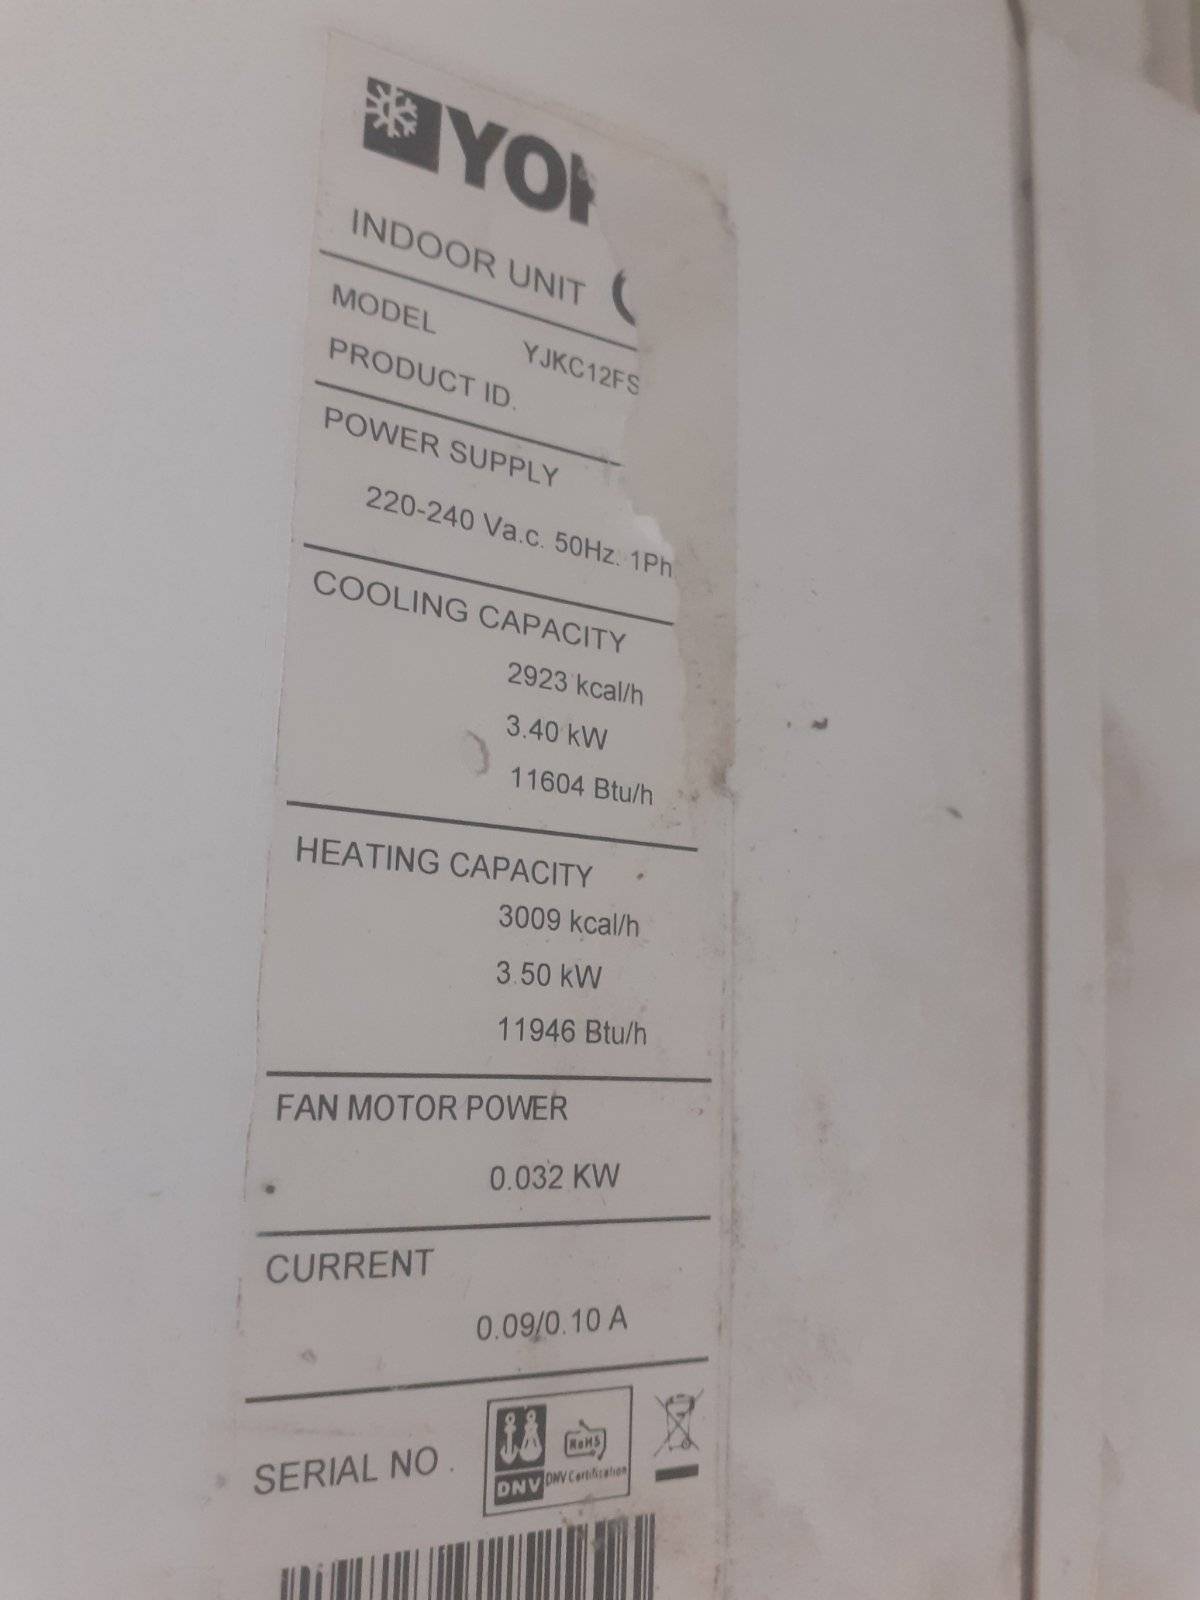 YO
INDOOR UNIT
MODEL YJKC12FS
PRODUCT ID.
POWER SUPPLY
220-240 Va.c. 50Hz. 1Ph
COOLING CAPACITY
2923 kcal/h
3.40 kW
11604 Btu/h
HEATING CAPACITY
3009 kcal/h
3.50 kW
11946 Btu/h
FAN MOTOR POWER
0.032 KW
CURRENT
0.09/0.10 A
SERIAL NO.
RoHS
DNV DNV Certification